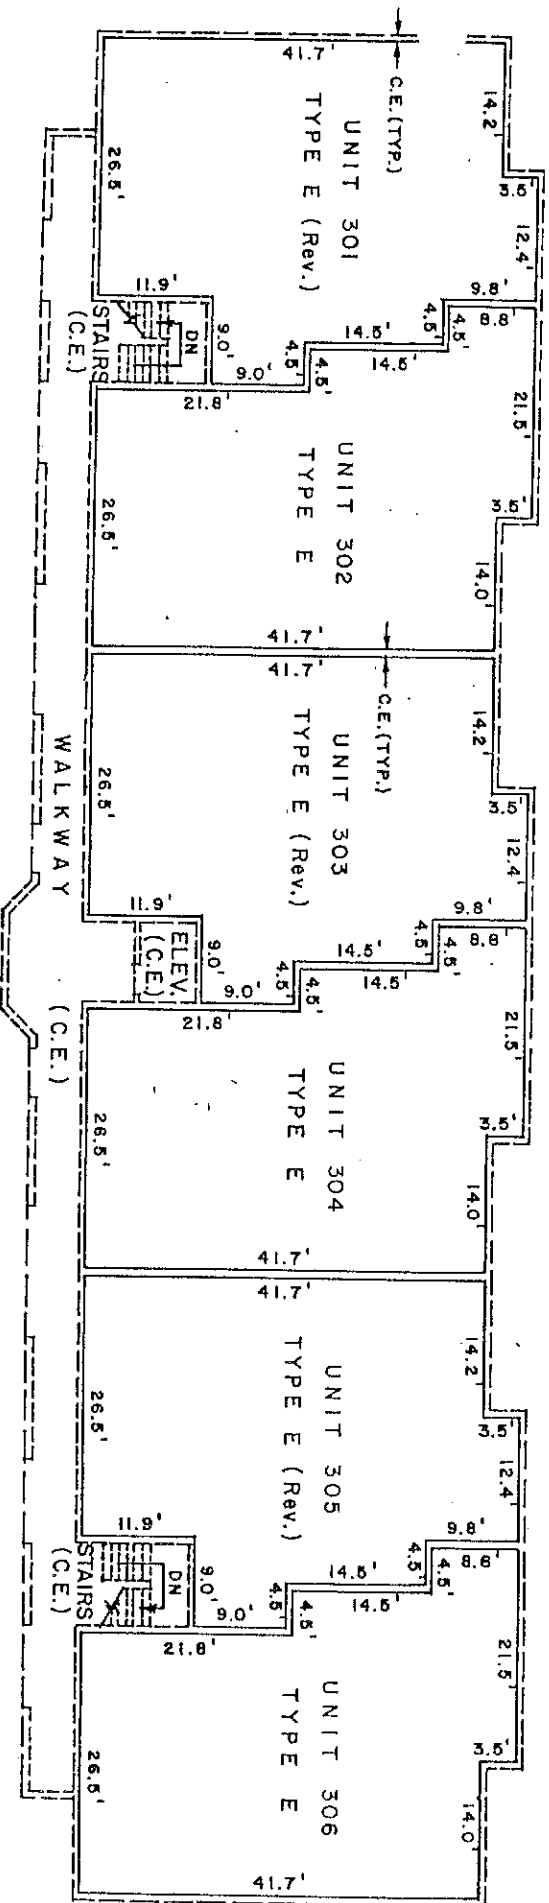 41.7'
C.E.(TYP.)
14.2'
3.5'
12.4'
UNIT 301
TYPE E (Rev.)
26.5'
11.9'
9.0'
9.0'
4.5'
14.5'
4.5'
9.8'
STAIRS
(C.E.)
DN
8.8'
4.5'
14.5'
4.5'
21.8'
21.5'
3.5'
14.0'
UNIT 302
TYPE E
26.5'
41.7'
41.7'
C.E.(TYP.)
14.2'
3.5'
12.4'
UNIT 303
TYPE E (Rev.)
26.5'
11.9'
9.0'
9.0'
4.5'
14.5'
4.5'
9.8'
ELEV.
(C.E.)
WALKWAY (C.E.)
8.8'
4.5'
14.5'
4.5'
21.8'
21.5'
3.5'
14.0'
UNIT 304
TYPE E
26.5'
41.7'
41.7'
14.2'
3.5'
12.4'
UNIT 305
TYPE E (Rev.)
26.5'
11.9'
9.0'
9.0'
4.5'
14.5'
4.5'
9.8'
STAIRS
(C.E.)
DN
8.8'
4.5'
14.5'
4.5'
21.8'
21.5'
3.5'
14.0'
UNIT 306
TYPE E
26.5'
41.7'